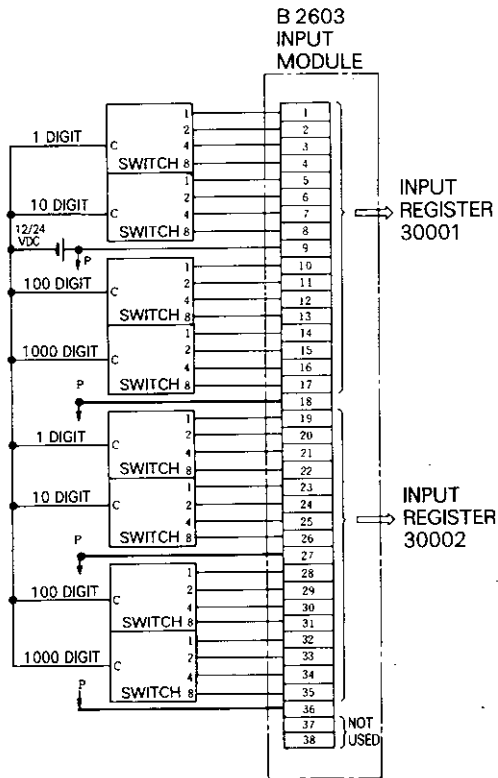 B 2603
INPUT
MODULE
1 DIGIT
C
1
2
4
8
SWITCH
10 DIGIT
C
1
2
4
8
SWITCH
12/24
VDC
P
100 DIGIT
C
1
2
4
8
SWITCH
1000 DIGIT
C
1
2
4
8
SWITCH
P
1 DIGIT
C
1
2
4
8
SWITCH
10 DIGIT
C
1
2
4
8
SWITCH
P
100 DIGIT
C
1
2
4
8
SWITCH
1000 DIGIT
C
1
2
4
8
SWITCH
P
1
2
3
4
5
6
7
8
9
10
11
12
13
14
15
16
17
18
19
20
21
22
23
24
25
26
27
28
29
30
31
32
33
34
35
36
37
38
NOT
USED
INPUT
REGISTER
30001
INPUT
REGISTER
30002